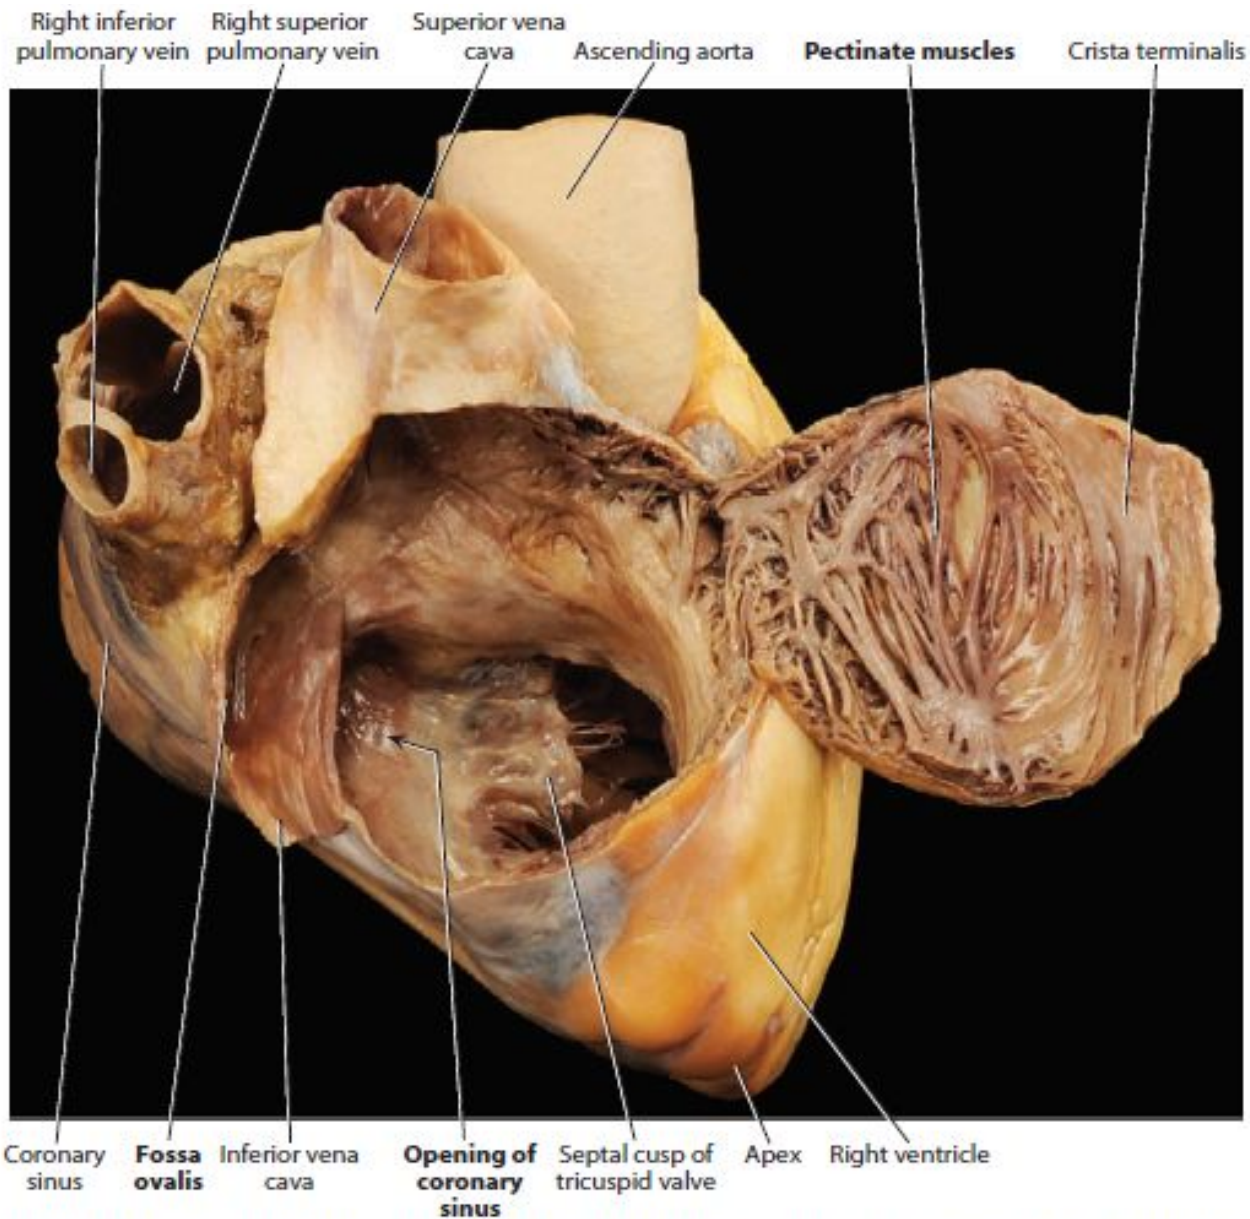 Right inferior
pulmonary vein
Right superior
pulmonary vein
Superior vena
cava
Ascending aorta
Pectinate muscles
Crista terminalis
Coronary
sinus
Fossa
ovalis
Inferior vena
cava
Opening of
coronary
sinus
Septal cusp of
tricuspid valve
Apex
Right ventricle